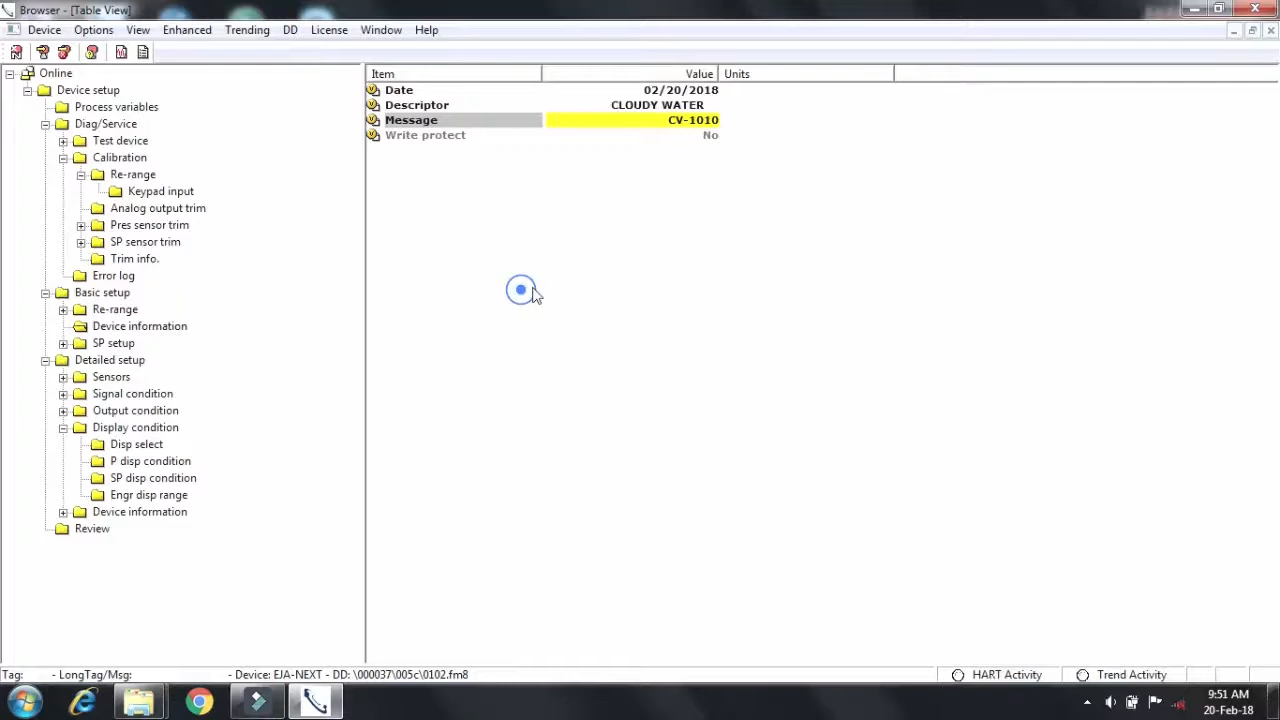 Browser - [Table View]
Device Options View Enhanced Trending DD License Window Help
Online
Device setup
Process variables
Diag/Service
Test device
Calibration
Re-range
Keypad input
Analog output trim
Pres sensor trim
SP sensor trim
Trim info.
Error log
Basic setup
Re-range
Device information
SP setup
Detailed setup
Sensors
Signal condition
Output condition
Display condition
Disp select
P disp condition
SP disp condition
Engr disp range
Device information
Review
Item Value Units
Date 02/20/2018
Descriptor CLOUDY WATER
Message CV-1010
Write protect No
Tag: - LongTag/Msg: - Device: EJA-NEXT - DD: \000037\005c\0102.fm8 HART Activity Trend Activity
9:51 AM
20-Feb-18